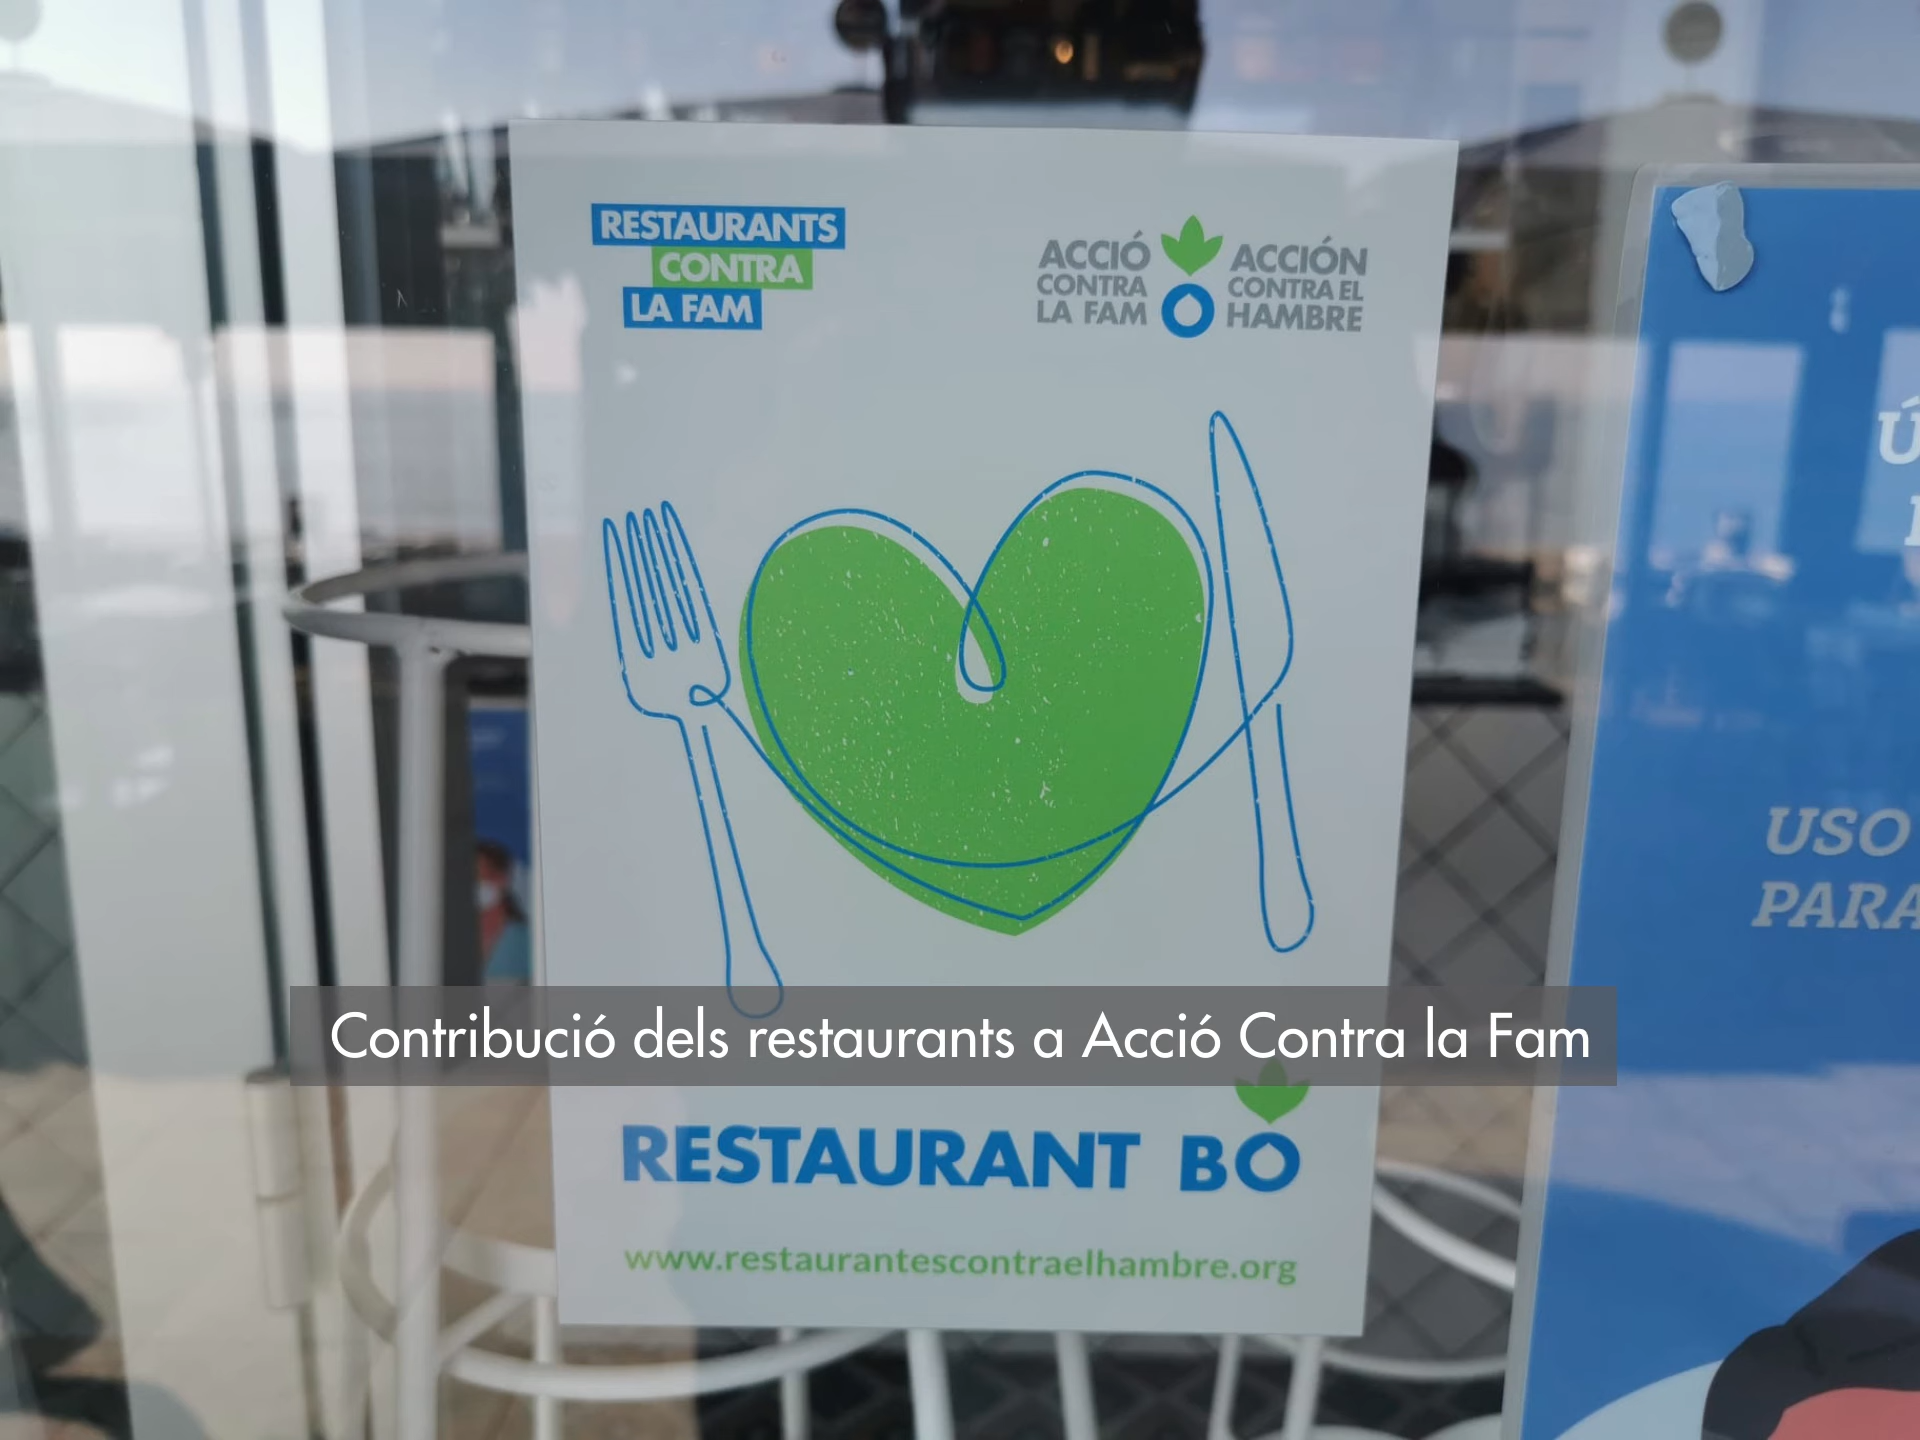 RESTAURANTS
CONTRA
LA FAM
ACCIÓ
CONTRA
LA FAM
ACCIÓN
CONTRA EL
HAMBRE
USO
PARA
Contribució dels restaurants a Acció Contra la Fam
RESTAURANT BO
www.restaurantescontraelhambre.org